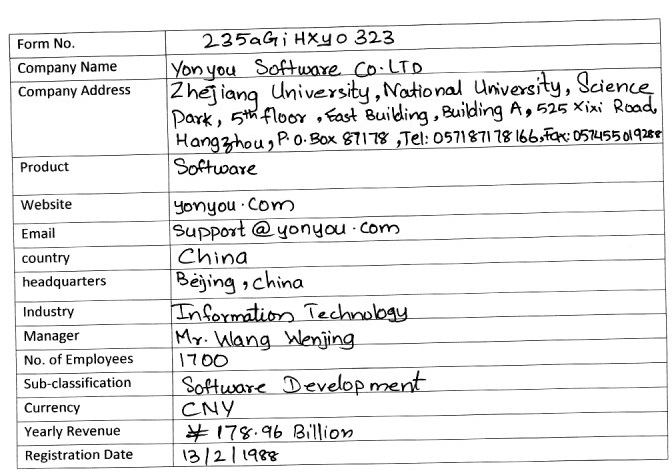 Form No. 235aGiHXyo323
Company Name Yonyou Software Co.LTD
Company Address Zhejiang University, National University, Science
Park, 5th floor, East Building, Building A, 525 Xixi Road,
Hangzhou, P.O. Box 87178, Tel: 057187178166, Fax: 057455019288
Product Software
Website yonyou.com
Email support@yonyou.com
country China
headquarters Beijing, china
Industry Information Technology
Manager Mr. Wang Wenjing
No. of Employees 1700
Sub-classification Software Development
Currency CNY
Yearly Revenue ¥ 178.96 Billion
Registration Date 13/2/1988